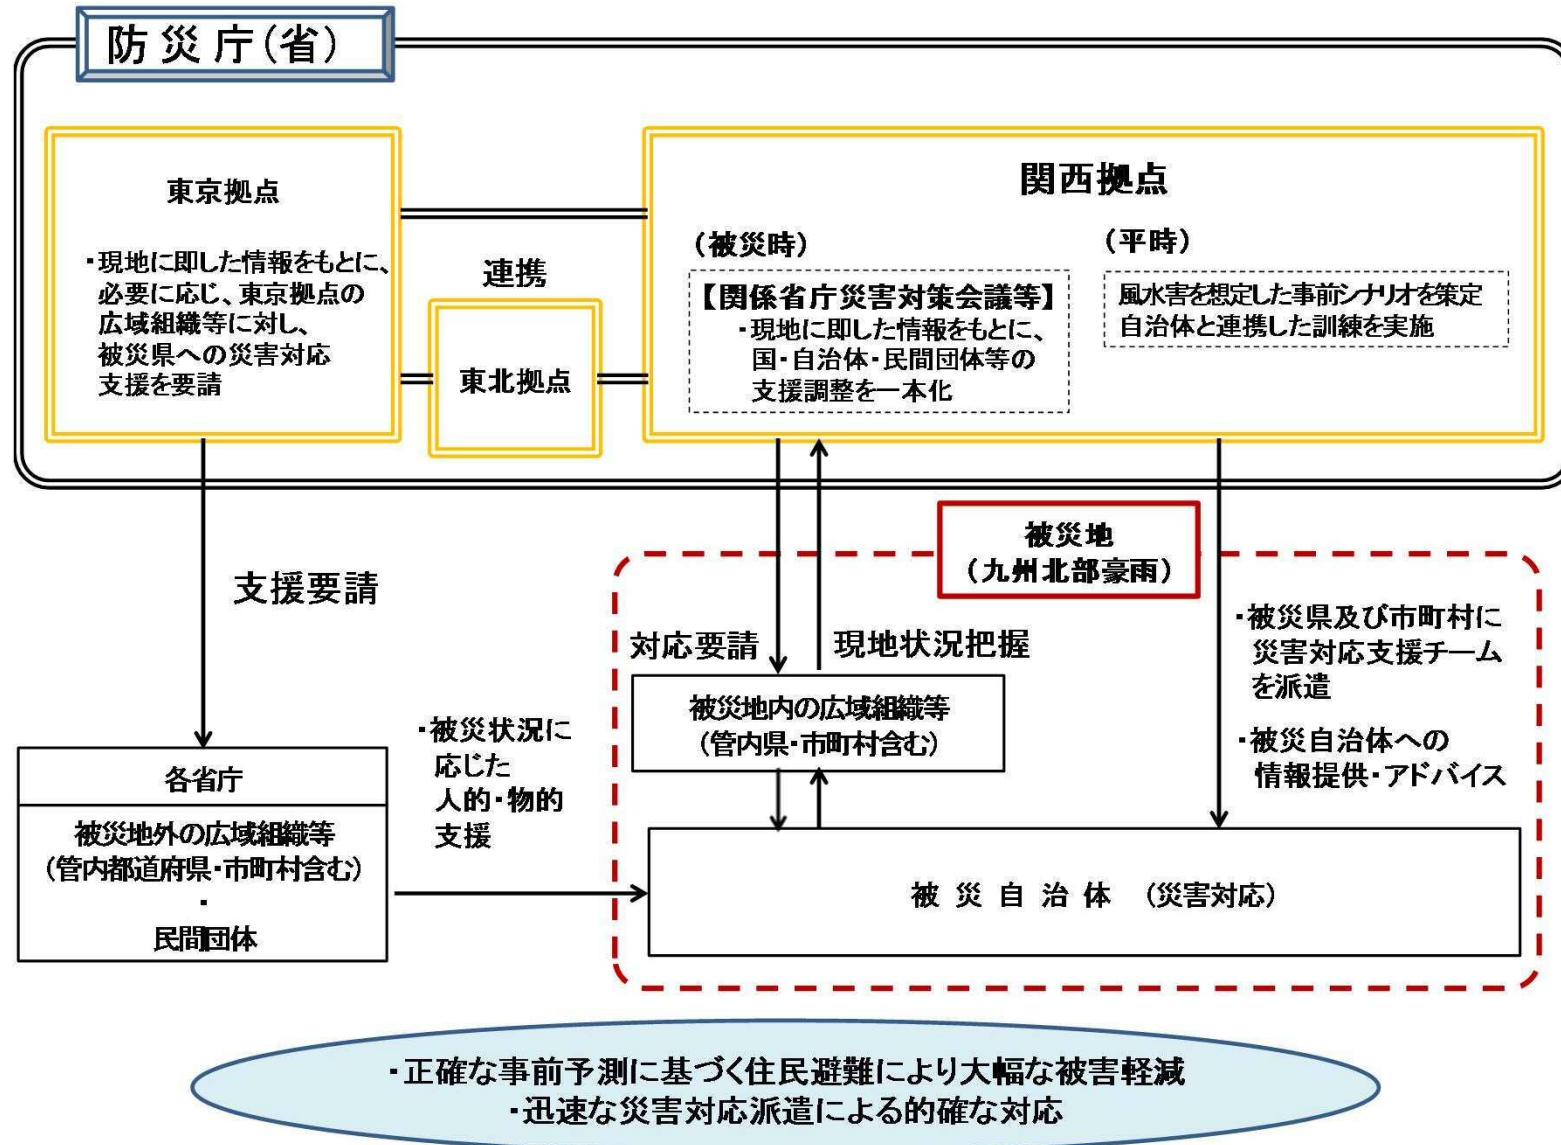 防災庁（省）
東京拠点
・現地に即した情報をもとに、
必要に応じ、東京拠点の
広域組織等に対し、
被災県への災害対応
支援を要請
連携
東北拠点
関西拠点
（被災時）
【関係省庁災害対策会議等】
・現地に即した情報をもとに、
国・自治体・民間団体等の
支援調整を一本化
（平時）
風水害を想定した事前シナリオを策定
自治体と連携した訓練を実施
被災地
（九州北部豪雨）
支援要請
対応要請
現地状況把握
・被災県及び市町村に
災害対応支援チーム
を派遣
・被災自治体への
情報提供・アドバイス
被災地内の広域組織等
（管内県・市町村含む）
・被災状況に
応じた
人的・物的
支援
各省庁
被災地外の広域組織等
（管内都道府県・市町村含む）
・
民間団体
被災自治体（災害対応）
・正確な事前予測に基づく住民避難により大幅な被害軽減
・迅速な災害対応派遣による的確な対応